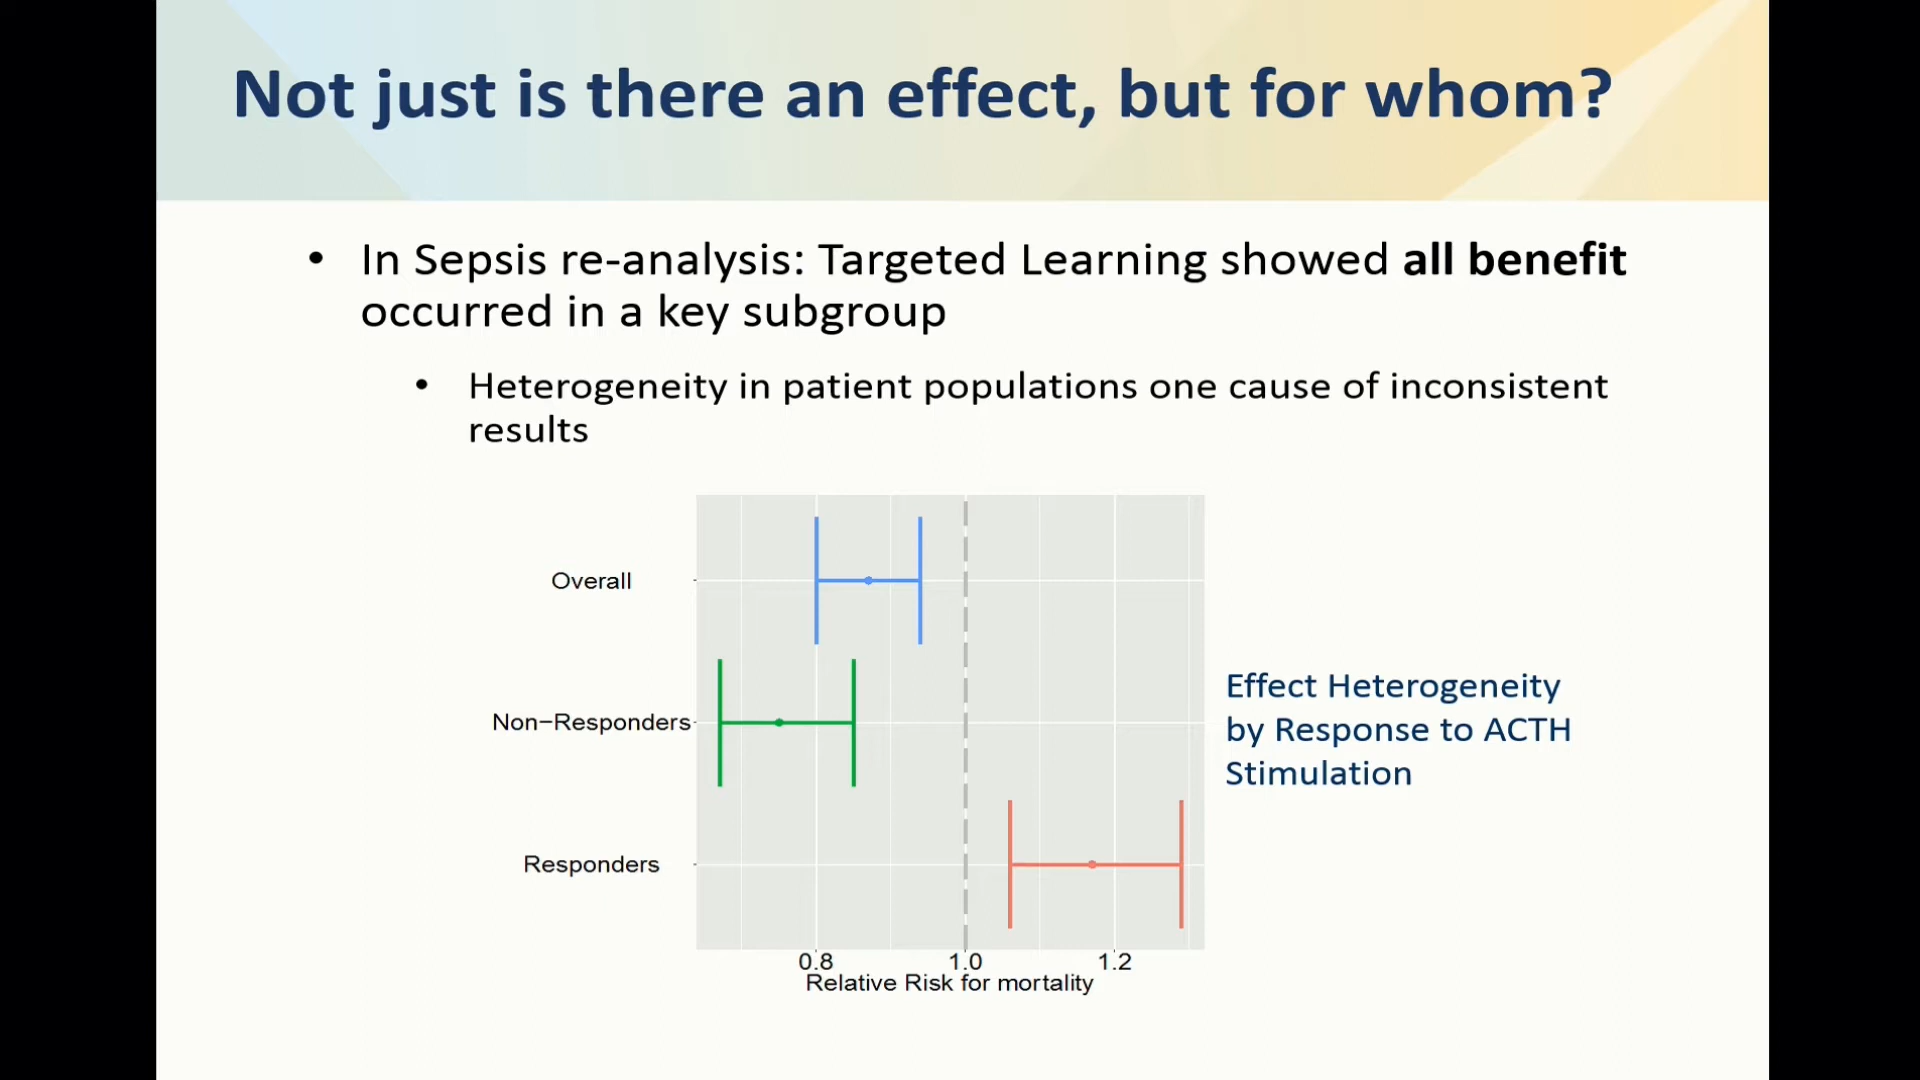 Not just is there an effect, but for whom?
• In Sepsis re-analysis: Targeted Learning showed all benefit
occurred in a key subgroup
• Heterogeneity in patient populations one cause of inconsistent
results
Overall
Non−Responders
Responders
Effect Heterogeneity
by Response to ACTH
Stimulation
0.8 1.0 1.2
Relative Risk for mortality